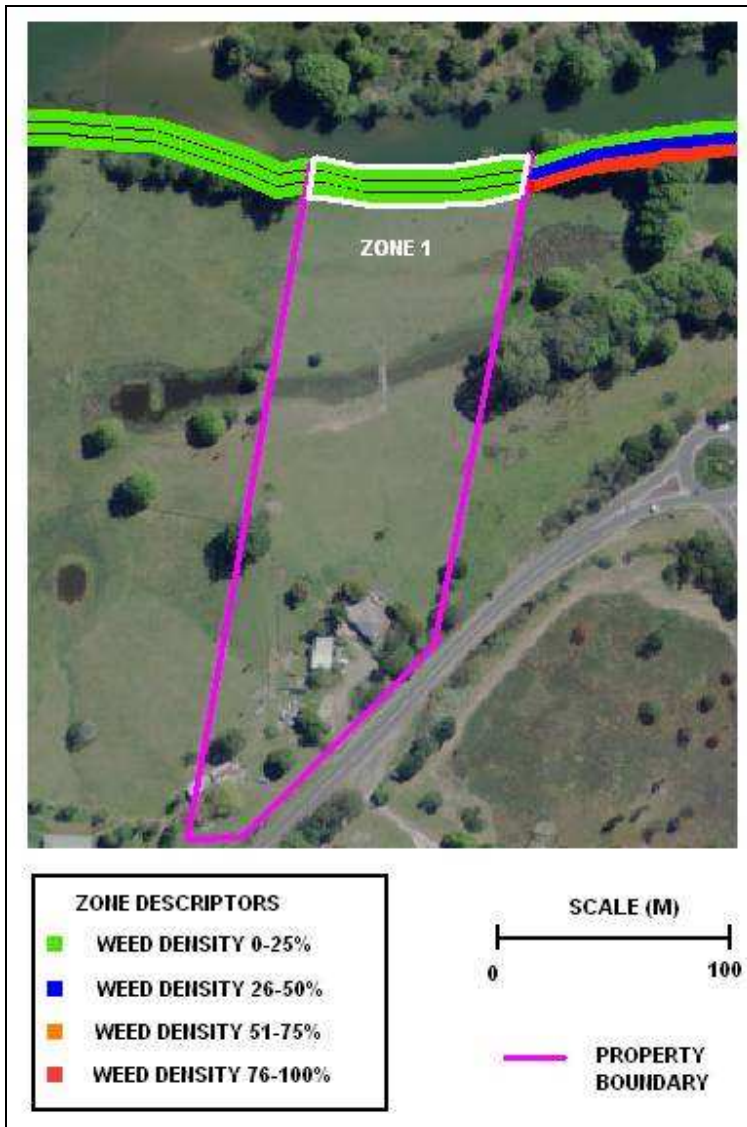 ZONE 1
ZONE DESCRIPTORS
WEED DENSITY 0-25%
WEED DENSITY 26-50%
WEED DENSITY 51-75%
WEED DENSITY 76-100%
SCALE (M)
0 100
PROPERTY
BOUNDARY